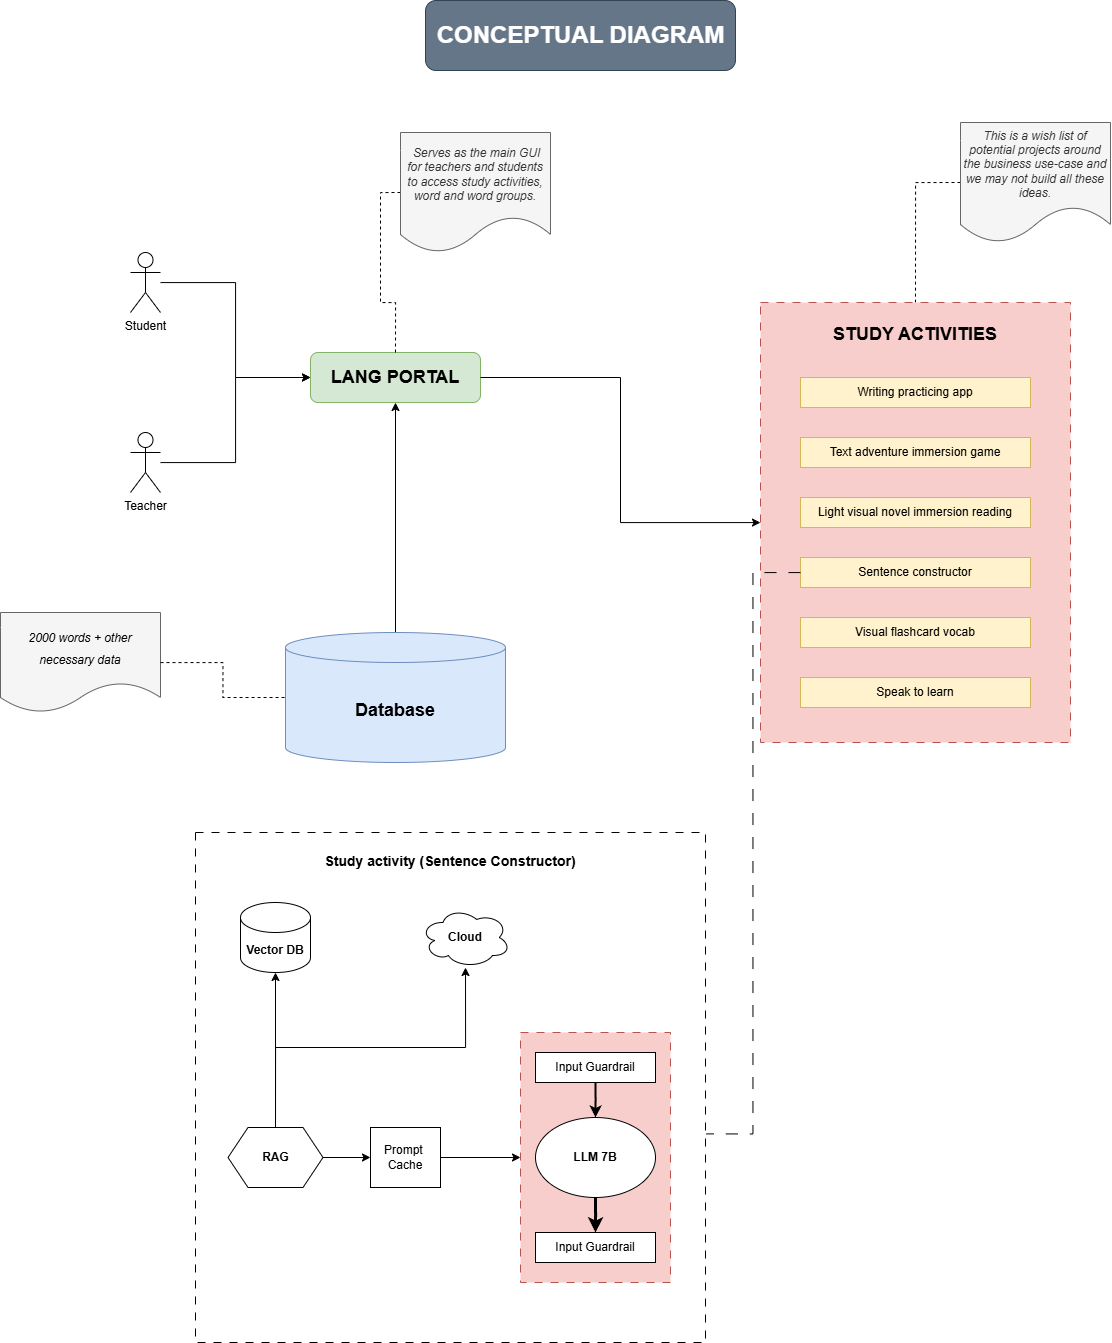 CONCEPTUAL DIAGRAM
Serves as the main GUI
for teachers and students
to access study activities,
word and word groups.
This is a wish list of
potential projects around
the business use-case and
we may not build all these
ideas.
Student
Teacher
LANG PORTAL
STUDY ACTIVITIES
Writing practicing app
Text adventure immersion game
Light visual novel immersion reading
Sentence constructor
Visual flashcard vocab
Speak to learn
2000 words + other
necessary data
Database
Study activity (Sentence Constructor)
Vector DB
Cloud
RAG
Prompt
Cache
Input Guardrail
LLM 7B
Input Guardrail